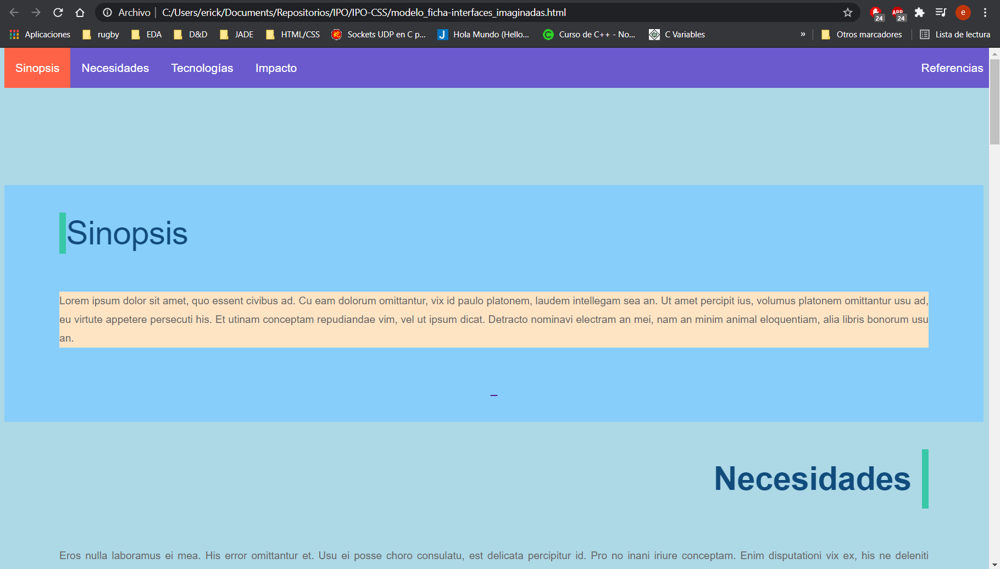 Archivo C:/Users/erick/Documents/Repositorios/IPO/IPO-CSS/modelo_ficha-interfaces_imaginadas.html 24 ABP 24 e
Aplicaciones rugby EDA D&D JADE HTML/CSS Sockets UDP en C p... J Hola Mundo (Hello... C Curso de C++ - No... C Variables » Otros marcadores Lista de lectura
Sinopsis Necesidades Tecnologías Impacto Referencias
Sinopsis
Lorem ipsum dolor sit amet, quo essent civibus ad. Cu eam dolorum omittantur, vix id paulo platonem, laudem intellegam sea an. Ut amet percipit ius, volumus platonem omittantur usu ad,
eu virtute appetere persecuti his. Et utinam conceptam repudiandae vim, vel ut ipsum dicat. Detracto nominavi electram an mei, nam an minim animal eloquentiam, alia libris bonorum usu
an.
Necesidades
Eros nulla laboramus ei mea. His error omittantur et. Usu ei posse choro consulatu, est delicata percipitur id. Pro no inani iriure conceptam. Enim disputationi vix ex, his ne deleniti